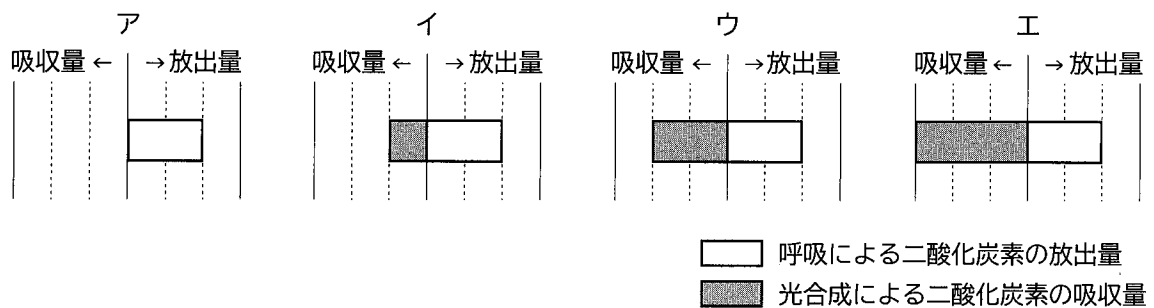 ア イ ウ エ
吸収量 ← → 放出量 吸収量 ← → 放出量 吸収量 ← → 放出量 吸収量 ← → 放出量
呼吸による二酸化炭素の放出量
光合成による二酸化炭素の吸収量